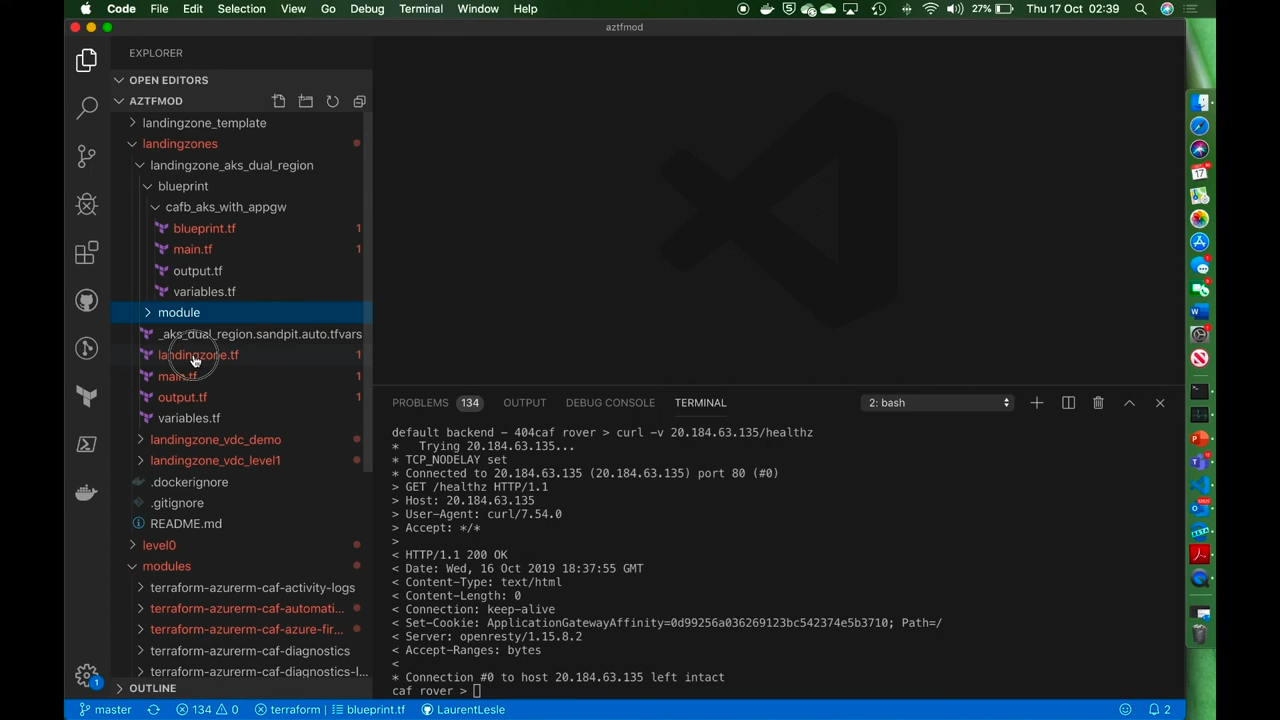 Code File Edit Selection View Go Debug Terminal Window Help 27% Thu 17 Oct 02:39
aztfmod
EXPLORER
OPEN EDITORS
AZTFMOD
landingzone_template
landingzones
landingzone_aks_dual_region
blueprint
cafb_aks_with_appgw
blueprint.tf 1
main.tf 1
output.tf
variables.tf
module
_aks_dual_region.sandpit.auto.tfvars
landingzone.tf 1
main.tf 1
output.tf 1
variables.tf
landingzone_vdc_demo
landingzone_vdc_level1
.dockerignore
.gitignore
README.md
level0
modules
terraform-azurerm-caf-activity-logs
terraform-azurerm-caf-automati...
terraform-azurerm-caf-azure-fir...
terraform-azurerm-caf-diagnostics
terraform-azurerm-caf-diagnostics-l...
OUTLINE
PROBLEMS 134 OUTPUT DEBUG CONSOLE TERMINAL 2: bash
default backend - 404caf rover > curl -v 20.184.63.135/healthz
* Trying 20.184.63.135...
* TCP_NODELAY set
* Connected to 20.184.63.135 (20.184.63.135) port 80 (#0)
> GET /healthz HTTP/1.1
> Host: 20.184.63.135
> User-Agent: curl/7.54.0
> Accept: */*
>
< HTTP/1.1 200 OK
< Date: Wed, 16 Oct 2019 18:37:55 GMT
< Content-Type: text/html
< Content-Length: 0
< Connection: keep-alive
< Set-Cookie: ApplicationGatewayAffinity=0d99256a036269123bc542374e5b3710; Path=/
< Server: openresty/1.15.8.2
< Accept-Ranges: bytes
<
* Connection #0 to host 20.184.63.135 left intact
caf rover >
1
master 134 0 terraform | blueprint.tf LaurentLesle 2